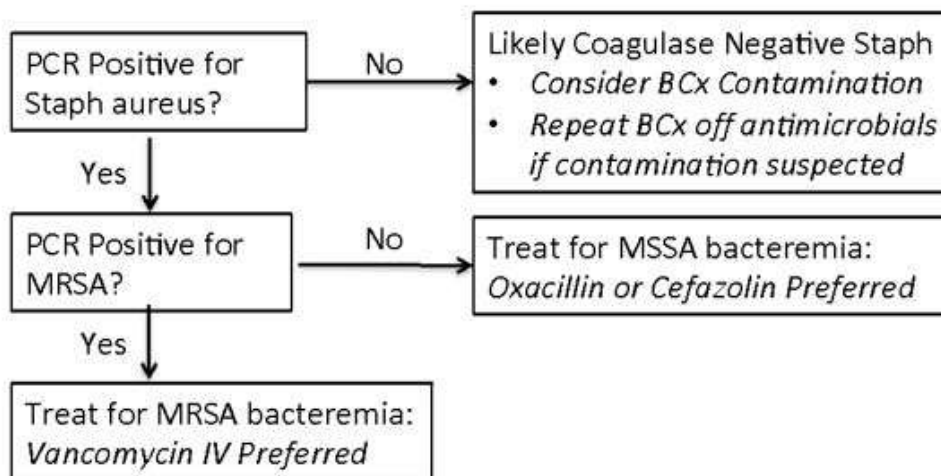 PCR Positive for
Staph aureus?
No
Likely Coagulase Negative Staph
• Consider BCx Contamination
• Repeat BCx off antimicrobials
if contamination suspected
Yes
PCR Positive for
MRSA?
No
Treat for MSSA bacteremia:
Oxacillin or Cefazolin Preferred
Yes
Treat for MRSA bacteremia:
Vancomycin IV Preferred